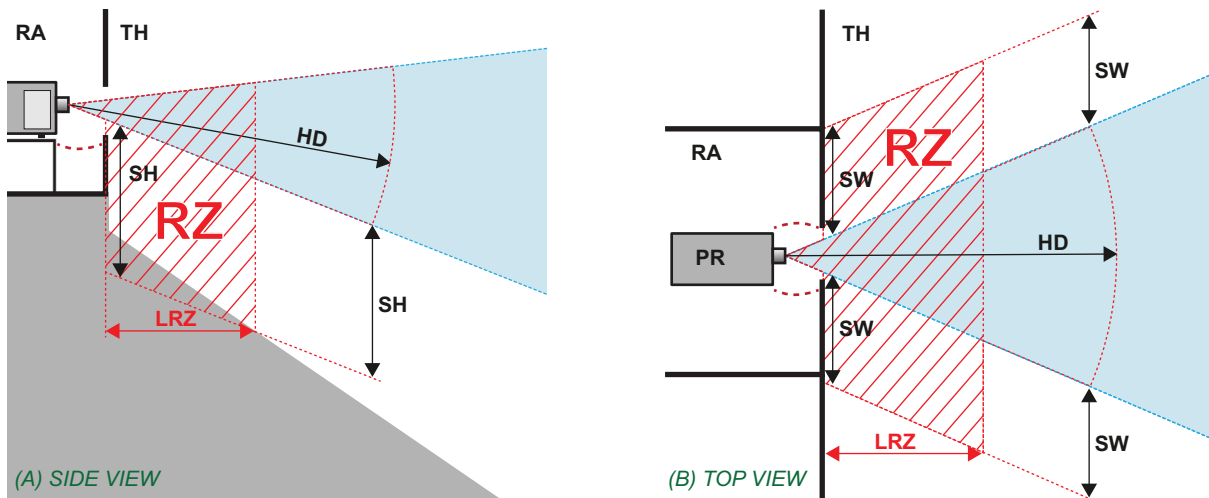 RA
TH
HD
SH
RZ
SH
LRZ
(A) SIDE VIEW
TH
SW
RA
RZ
SW
PR
HD
SW
LRZ
SW
(B) TOP VIEW